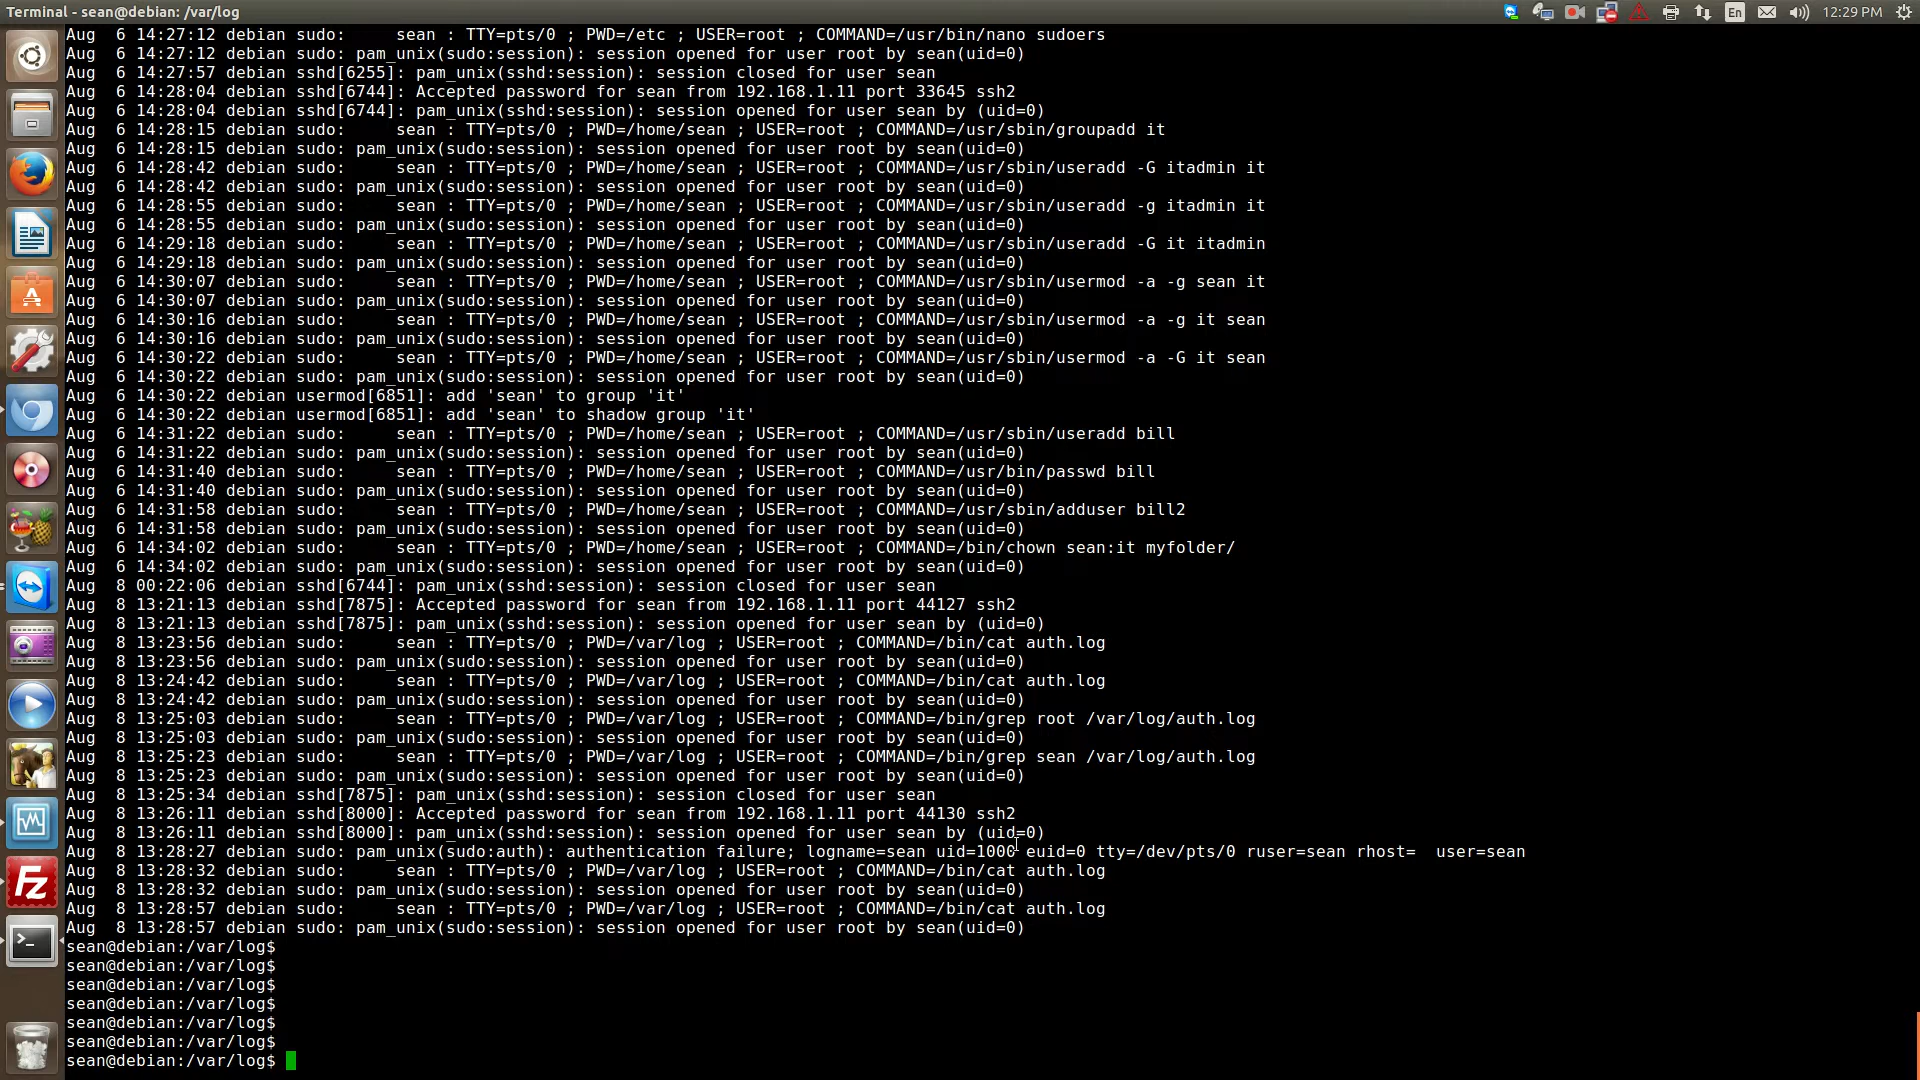 Terminal - sean@debian: /var/log
En
12:29 PM
Aug  6 14:27:12 debian sudo:     sean : TTY=pts/0 ; PWD=/etc ; USER=root ; COMMAND=/usr/bin/nano sudoers
Aug  6 14:27:12 debian sudo: pam_unix(sudo:session): session opened for user root by sean(uid=0)
Aug  6 14:27:57 debian sshd[6255]: pam_unix(sshd:session): session closed for user sean
Aug  6 14:28:04 debian sshd[6744]: Accepted password for sean from 192.168.1.11 port 33645 ssh2
Aug  6 14:28:04 debian sshd[6744]: pam_unix(sshd:session): session opened for user sean by (uid=0)
Aug  6 14:28:15 debian sudo:     sean : TTY=pts/0 ; PWD=/home/sean ; USER=root ; COMMAND=/usr/sbin/groupadd it
Aug  6 14:28:15 debian sudo: pam_unix(sudo:session): session opened for user root by sean(uid=0)
Aug  6 14:28:42 debian sudo:     sean : TTY=pts/0 ; PWD=/home/sean ; USER=root ; COMMAND=/usr/sbin/useradd -G itadmin it
Aug  6 14:28:42 debian sudo: pam_unix(sudo:session): session opened for user root by sean(uid=0)
Aug  6 14:28:55 debian sudo:     sean : TTY=pts/0 ; PWD=/home/sean ; USER=root ; COMMAND=/usr/sbin/useradd -g itadmin it
Aug  6 14:28:55 debian sudo: pam_unix(sudo:session): session opened for user root by sean(uid=0)
Aug  6 14:29:18 debian sudo:     sean : TTY=pts/0 ; PWD=/home/sean ; USER=root ; COMMAND=/usr/sbin/useradd -G it itadmin
Aug  6 14:29:18 debian sudo: pam_unix(sudo:session): session opened for user root by sean(uid=0)
Aug  6 14:30:07 debian sudo:     sean : TTY=pts/0 ; PWD=/home/sean ; USER=root ; COMMAND=/usr/sbin/usermod -a -g sean it
Aug  6 14:30:07 debian sudo: pam_unix(sudo:session): session opened for user root by sean(uid=0)
Aug  6 14:30:16 debian sudo:     sean : TTY=pts/0 ; PWD=/home/sean ; USER=root ; COMMAND=/usr/sbin/usermod -a -g it sean
Aug  6 14:30:16 debian sudo: pam_unix(sudo:session): session opened for user root by sean(uid=0)
Aug  6 14:30:22 debian sudo:     sean : TTY=pts/0 ; PWD=/home/sean ; USER=root ; COMMAND=/usr/sbin/usermod -a -G it sean
Aug  6 14:30:22 debian sudo: pam_unix(sudo:session): session opened for user root by sean(uid=0)
Aug  6 14:30:22 debian usermod[6851]: add 'sean' to group 'it'
Aug  6 14:30:22 debian usermod[6851]: add 'sean' to shadow group 'it'
Aug  6 14:31:22 debian sudo:     sean : TTY=pts/0 ; PWD=/home/sean ; USER=root ; COMMAND=/usr/sbin/useradd bill
Aug  6 14:31:22 debian sudo: pam_unix(sudo:session): session opened for user root by sean(uid=0)
Aug  6 14:31:40 debian sudo:     sean : TTY=pts/0 ; PWD=/home/sean ; USER=root ; COMMAND=/usr/bin/passwd bill
Aug  6 14:31:40 debian sudo: pam_unix(sudo:session): session opened for user root by sean(uid=0)
Aug  6 14:31:58 debian sudo:     sean : TTY=pts/0 ; PWD=/home/sean ; USER=root ; COMMAND=/usr/sbin/adduser bill2
Aug  6 14:31:58 debian sudo: pam_unix(sudo:session): session opened for user root by sean(uid=0)
Aug  6 14:34:02 debian sudo:     sean : TTY=pts/0 ; PWD=/home/sean ; USER=root ; COMMAND=/bin/chown sean:it myfolder/
Aug  6 14:34:02 debian sudo: pam_unix(sudo:session): session opened for user root by sean(uid=0)
Aug  8 00:22:06 debian sshd[6744]: pam_unix(sshd:session): session closed for user sean
Aug  8 13:21:13 debian sshd[7875]: Accepted password for sean from 192.168.1.11 port 44127 ssh2
Aug  8 13:21:13 debian sshd[7875]: pam_unix(sshd:session): session opened for user sean by (uid=0)
Aug  8 13:23:56 debian sudo:     sean : TTY=pts/0 ; PWD=/var/log ; USER=root ; COMMAND=/bin/cat auth.log
Aug  8 13:23:56 debian sudo: pam_unix(sudo:session): session opened for user root by sean(uid=0)
Aug  8 13:24:42 debian sudo:     sean : TTY=pts/0 ; PWD=/var/log ; USER=root ; COMMAND=/bin/cat auth.log
Aug  8 13:24:42 debian sudo: pam_unix(sudo:session): session opened for user root by sean(uid=0)
Aug  8 13:25:03 debian sudo:     sean : TTY=pts/0 ; PWD=/var/log ; USER=root ; COMMAND=/bin/grep root /var/log/auth.log
Aug  8 13:25:03 debian sudo: pam_unix(sudo:session): session opened for user root by sean(uid=0)
Aug  8 13:25:23 debian sudo:     sean : TTY=pts/0 ; PWD=/var/log ; USER=root ; COMMAND=/bin/grep sean /var/log/auth.log
Aug  8 13:25:23 debian sudo: pam_unix(sudo:session): session opened for user root by sean(uid=0)
Aug  8 13:25:34 debian sshd[7875]: pam_unix(sshd:session): session closed for user sean
Aug  8 13:26:11 debian sshd[8000]: Accepted password for sean from 192.168.1.11 port 44130 ssh2
Aug  8 13:26:11 debian sshd[8000]: pam_unix(sshd:session): session opened for user sean by (uid=0)
Aug  8 13:28:27 debian sudo: pam_unix(sudo:auth): authentication failure; logname=sean uid=1000 euid=0 tty=/dev/pts/0 ruser=sean rhost=  user=sean
Aug  8 13:28:32 debian sudo:     sean : TTY=pts/0 ; PWD=/var/log ; USER=root ; COMMAND=/bin/cat auth.log
Aug  8 13:28:32 debian sudo: pam_unix(sudo:session): session opened for user root by sean(uid=0)
Aug  8 13:28:57 debian sudo:     sean : TTY=pts/0 ; PWD=/var/log ; USER=root ; COMMAND=/bin/cat auth.log
Aug  8 13:28:57 debian sudo: pam_unix(sudo:session): session opened for user root by sean(uid=0)
sean@debian:/var/log$
sean@debian:/var/log$
sean@debian:/var/log$
sean@debian:/var/log$
sean@debian:/var/log$
sean@debian:/var/log$
sean@debian:/var/log$